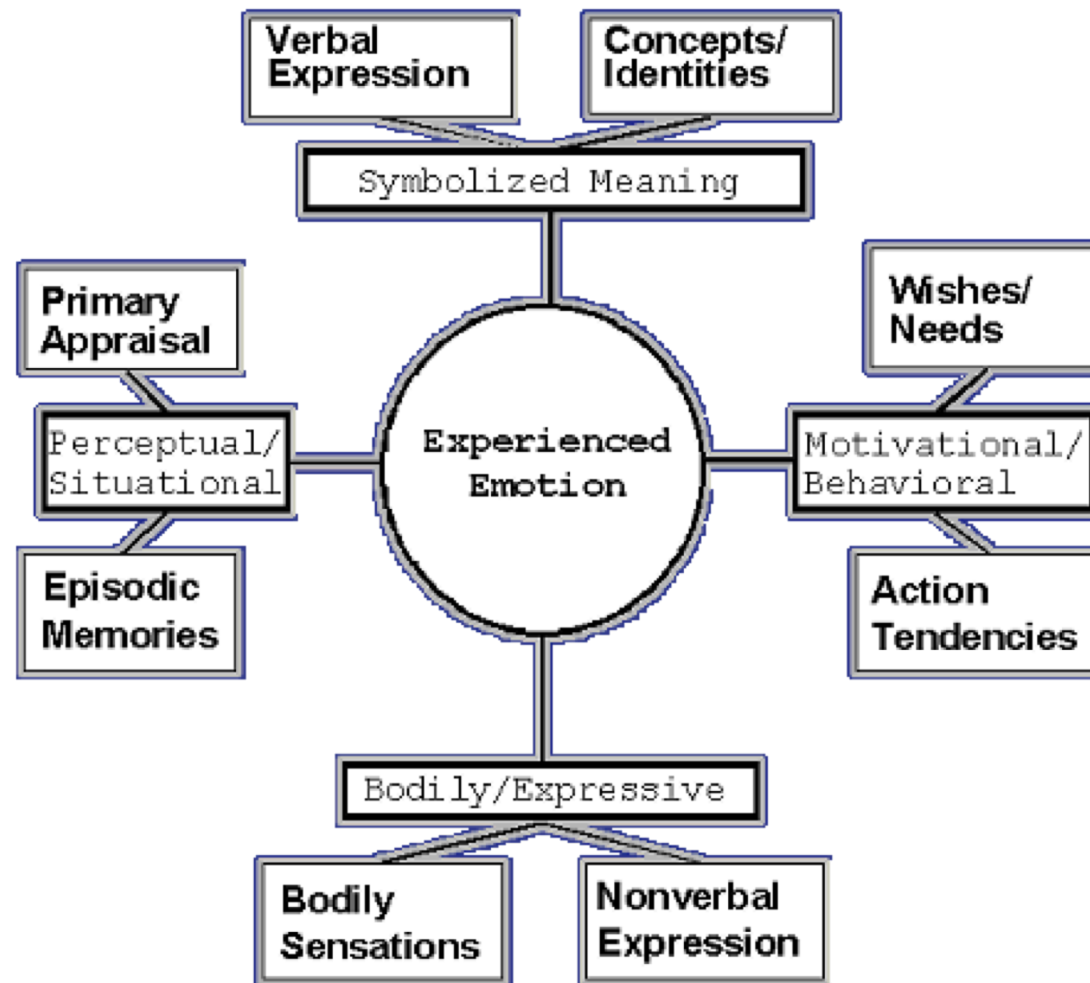 Verbal
Expression
Concepts/
Identities
Symbolized Meaning
Primary
Appraisal
Wishes/
Needs
Perceptual/
Situational
Experienced
Emotion
Motivational/
Behavioral
Episodic
Memories
Action
Tendencies
Bodily/Expressive
Bodily
Sensations
Nonverbal
Expression